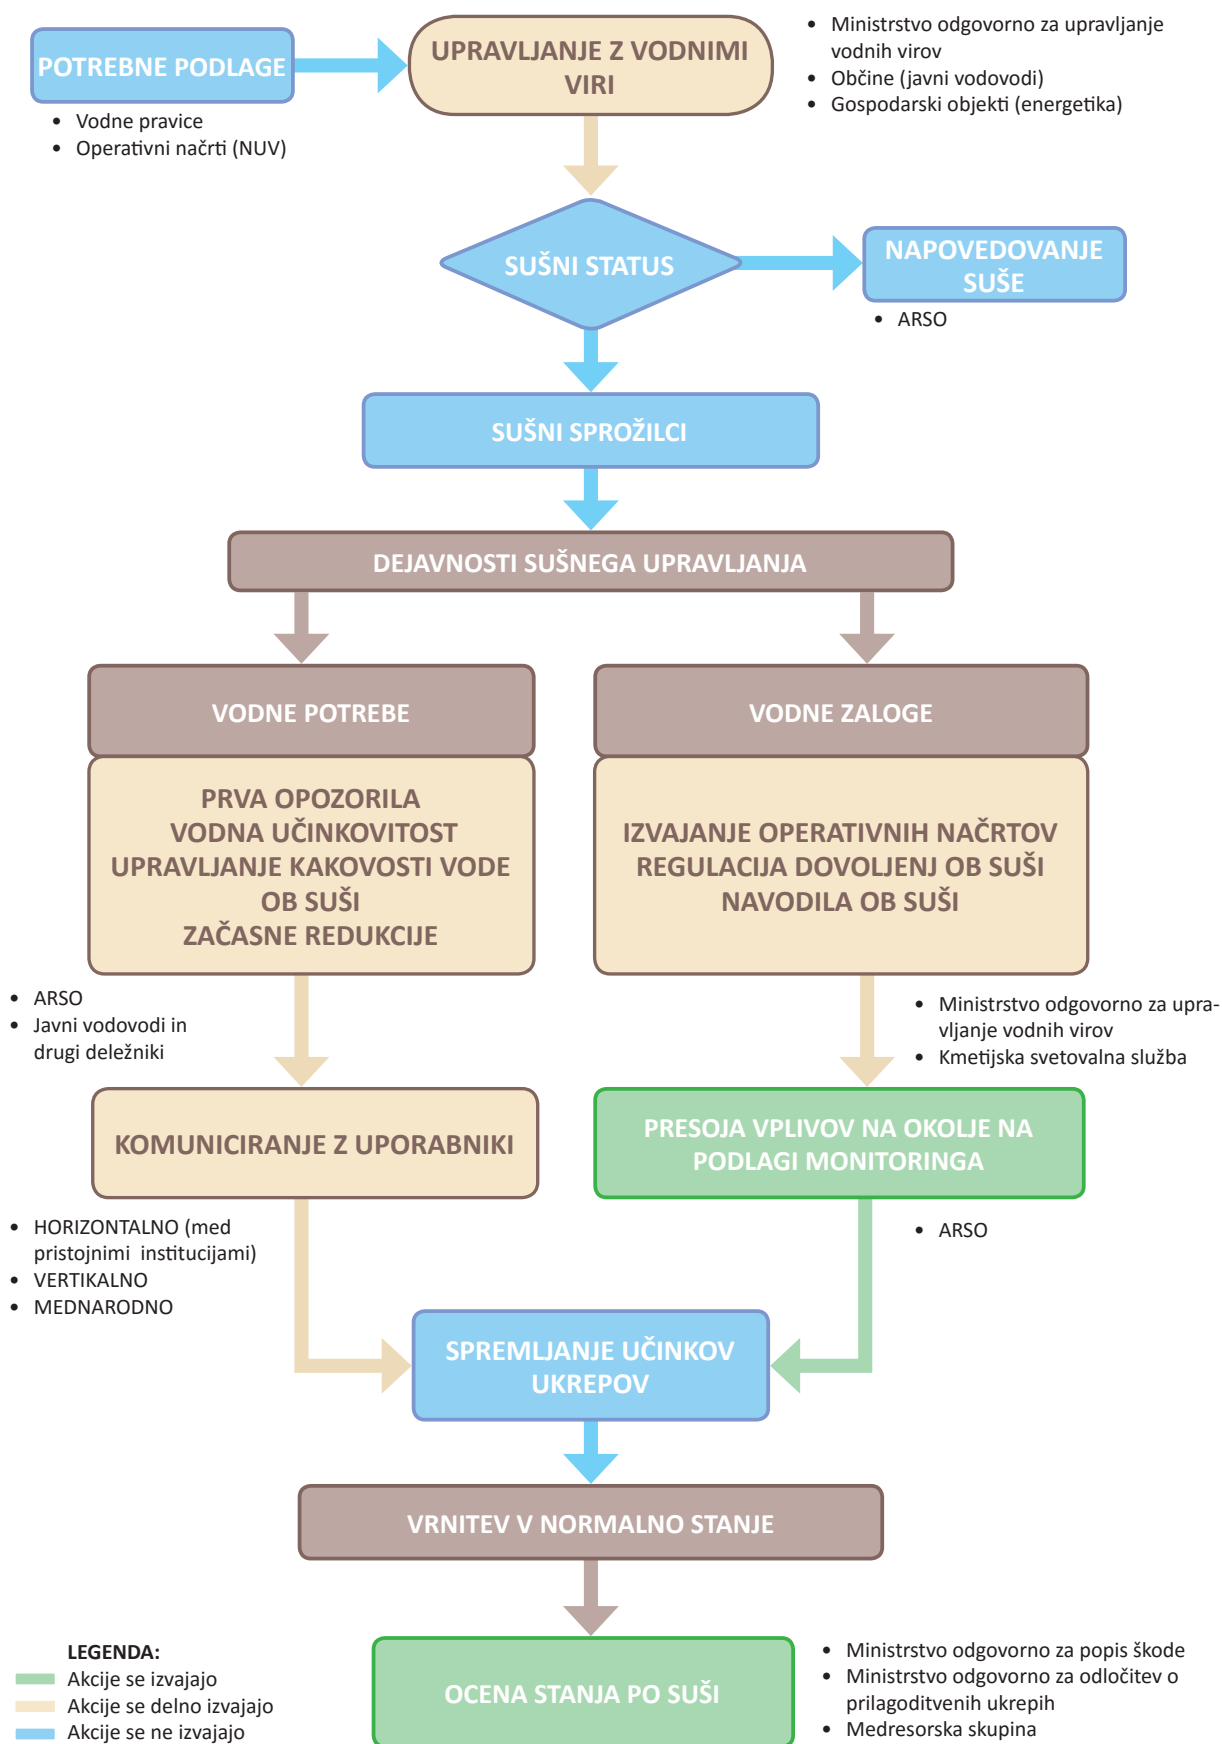 POTREBNE PODLAGE
• Vodne pravice
• Operativni načrti (NUV)
UPRAVLJANJE Z VODNIMI
VIRI
• Ministrstvo odgovorno za upravljanje
vodnih virov
• Občine (javni vodovodi)
• Gospodarski objekti (energetika)
SUŠNI STATUS
NAPOVEDOVANJE
SUŠE
• ARSO
SUŠNI SPROŽILCI
DEJAVNOSTI SUŠNEGA UPRAVLJANJA
VODNE POTREBE
PRVA OPOZORILA
VODNA UČINKOVITOST
UPRAVLJANJE KAKOVOSTI VODE
OB SUŠI
ZAČASNE REDUKCIJE
VODNE ZALOGE
IZVAJANJE OPERATIVNIH NAČRTOV
REGULACIJA DOVOLJENJ OB SUŠI
NAVODILA OB SUŠI
• ARSO
• Javni vodovodi in
drugi deležniki
• Ministrstvo odgovorno za upra-
vljanje vodnih virov
• Kmetijska svetovalna služba
KOMUNICIRANJE Z UPORABNIKI
• HORIZONTALNO (med
pristojnimi institucijami)
• VERTIKALNO
• MEDNARODNO
PRESOJA VPLIVOV NA OKOLJE NA
PODLAGI MONITORINGA
• ARSO
SPREMLJANJE UČINKOV
UKREPOV
VRNITEV V NORMALNO STANJE
OCENA STANJA PO SUŠI
• Ministrstvo odgovorno za popis škode
• Ministrstvo odgovorno za odločitev o
prilagoditvenih ukrepih
• Medresorska skupina
LEGENDA:
Akcije se izvajajo
Akcije se delno izvajajo
Akcije se ne izvajajo